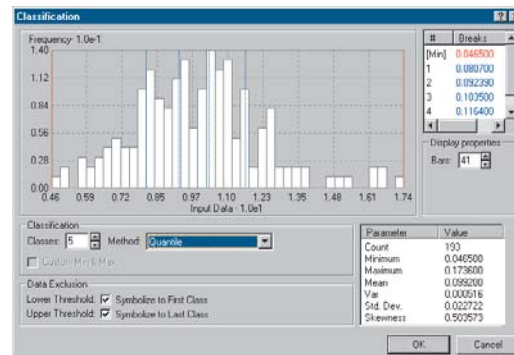 Classification
Frequency· 1.0e1
1.40
1.12
0.84
0.56
0.28
0.00
0.46 0.59 0.72 0.85 0.97 1.10 1.23 1.35 1.48 1.61 1.74
Input Data · 1.0e1
# Breaks
[Min] 0.046500
1 0.080700
2 0.092390
3 0.103500
4 0.116400
Display properties
Bars: 41
Classification
Classes: 5 Method: Quantile
Custom Min & Max
Data Exclusion
Lower Threshold: Symbolize to First Class
Upper Threshold: Symbolize to Last Class
Parameter Value
Count 193
Minimum 0.046500
Maximum 0.173600
Mean 0.099200
Var 0.000516
Std. Dev. 0.022722
Skewness 0.503573
OK Cancel